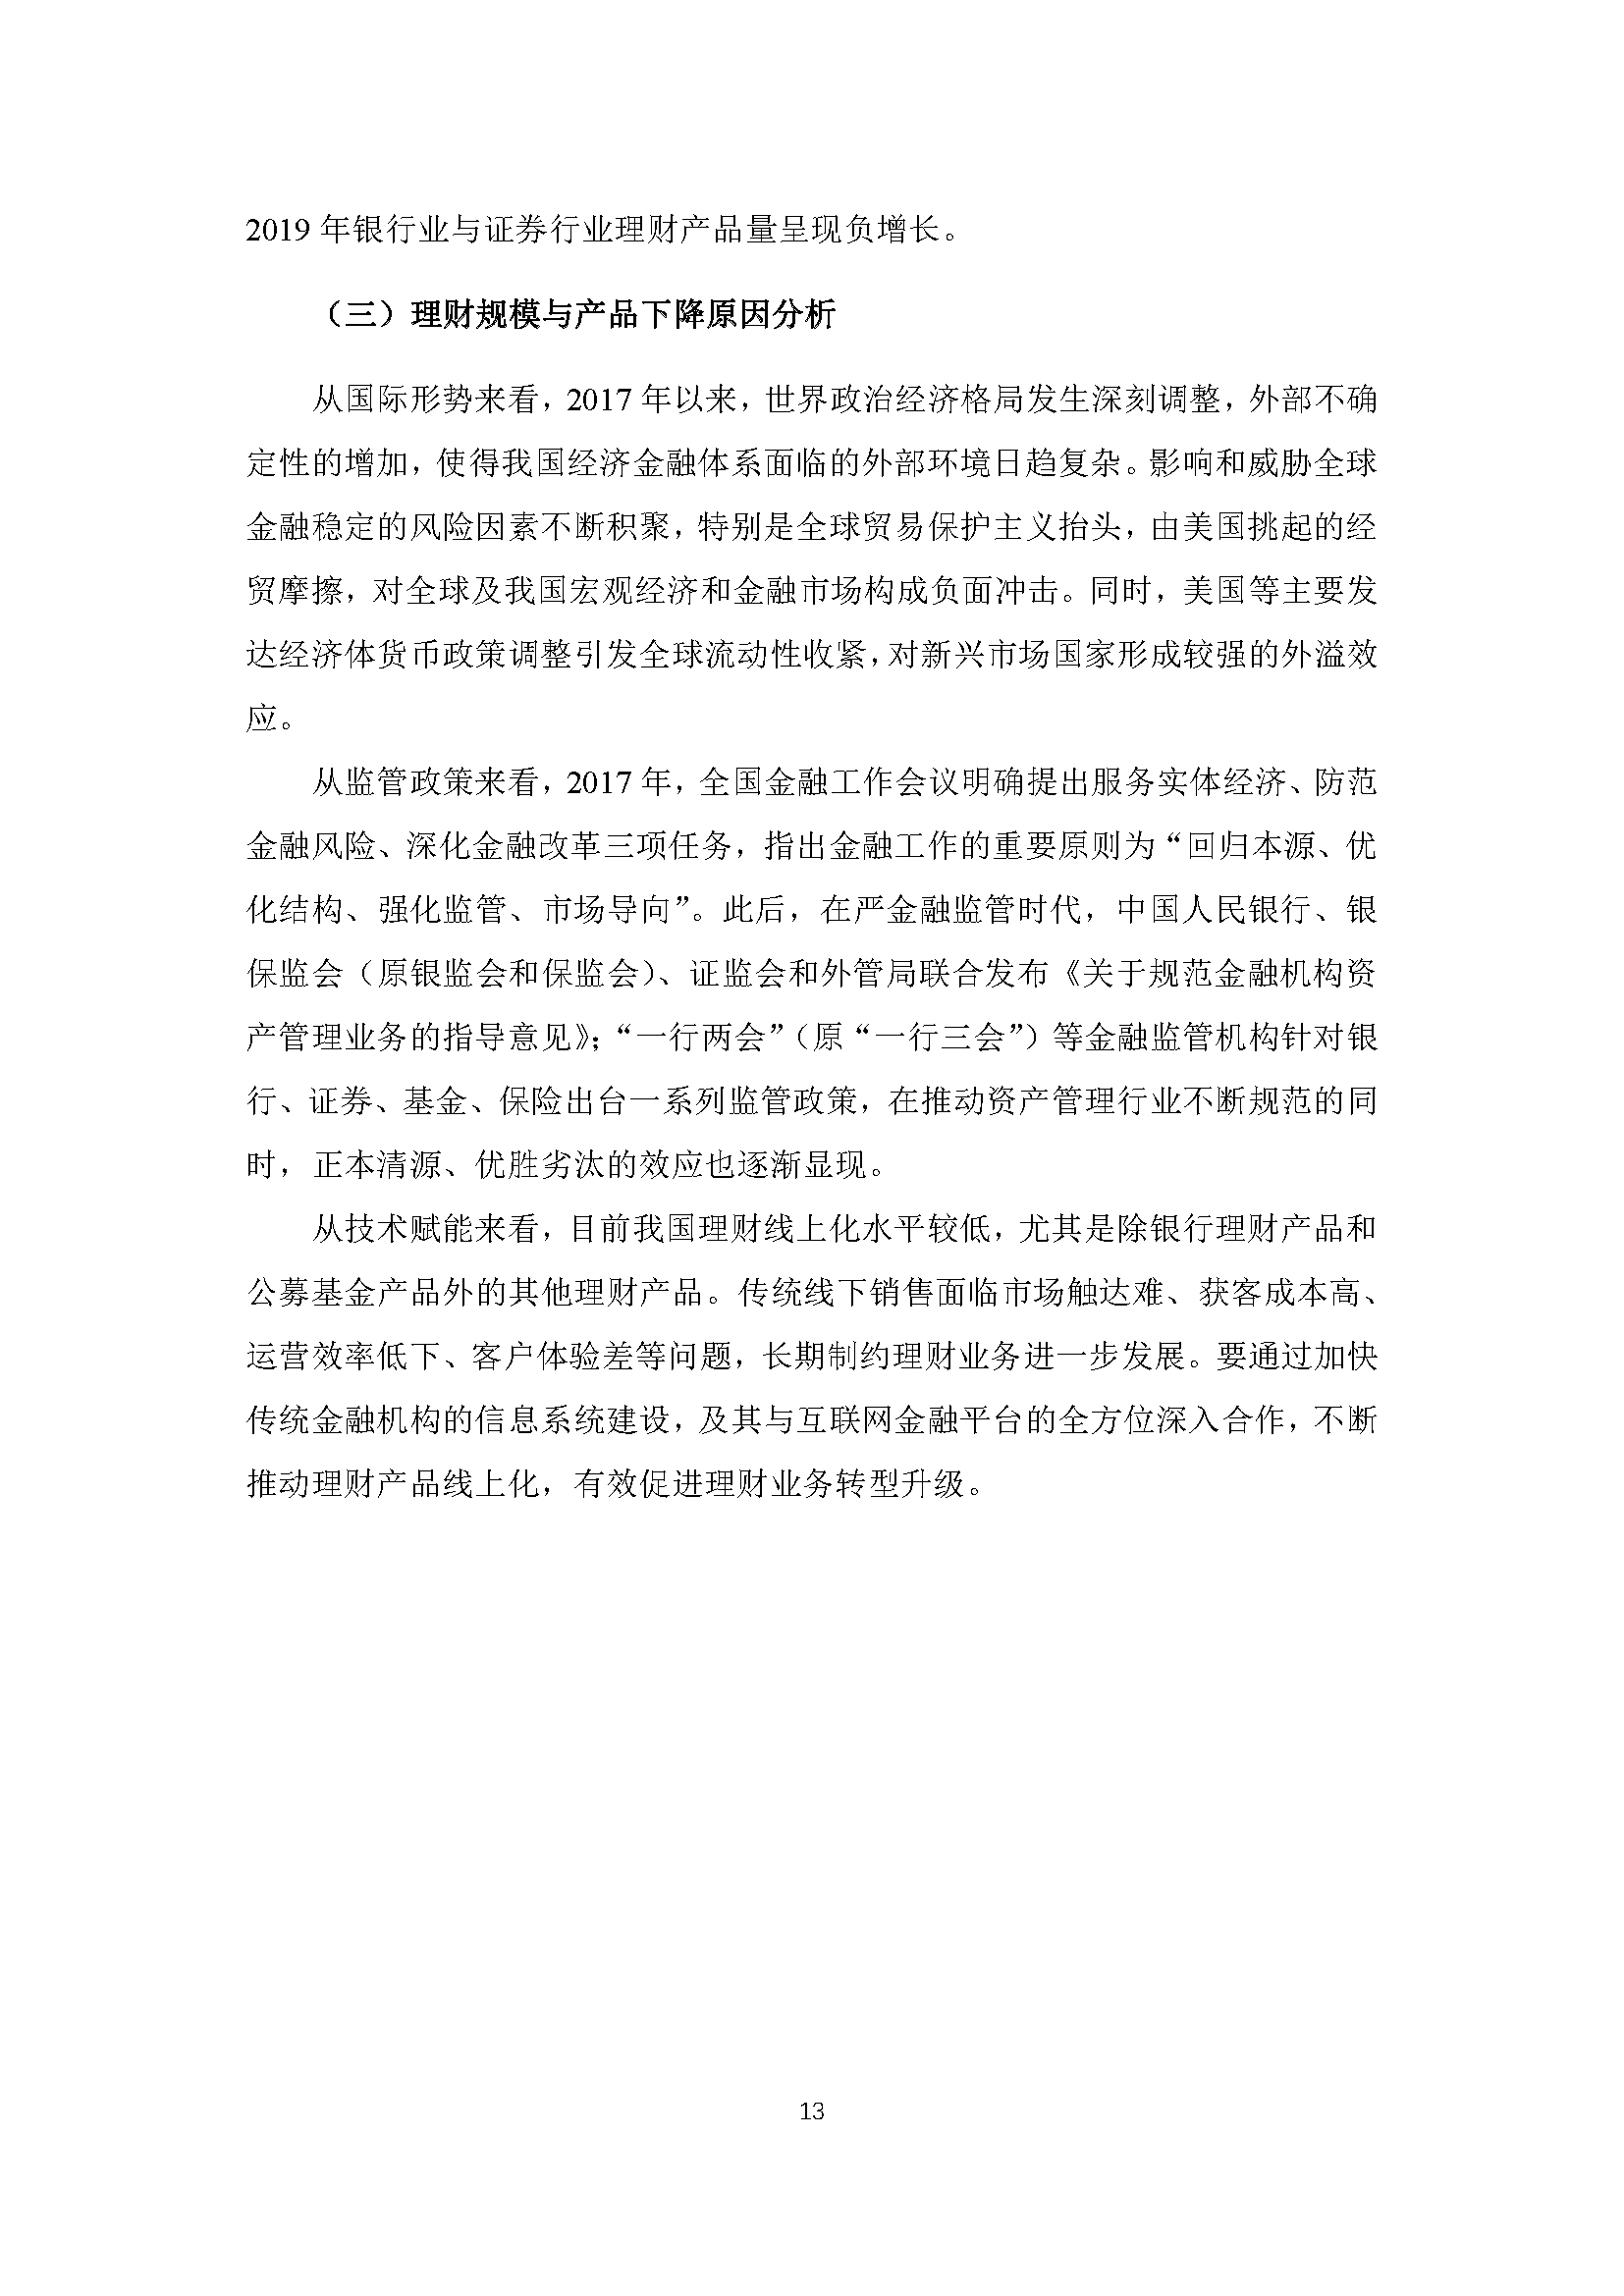 2019 年银行业与证券行业理财产品量呈现负增长。
（三）理财规模与产品下降原因分析
从国际形势来看，2017 年以来，世界政治经济格局发生深刻调整，外部不确
定性的增加，使得我国经济金融体系面临的外部环境日趋复杂。影响和威胁全球
金融稳定的风险因素不断积聚，特别是全球贸易保护主义抬头，由美国挑起的经
贸摩擦，对全球及我国宏观经济和金融市场构成负面冲击。同时，美国等主要发
达经济体货币政策调整引发全球流动性收紧，对新兴市场国家形成较强的外溢效
应。
从监管政策来看，2017 年，全国金融工作会议明确提出服务实体经济、防范
金融风险、深化金融改革三项任务，指出金融工作的重要原则为“回归本源、优
化结构、强化监管、市场导向”。此后，在严金融监管时代，中国人民银行、银
保监会（原银监会和保监会）、证监会和外管局联合发布《关于规范金融机构资
产管理业务的指导意见》；“一行两会”（原“一行三会”）等金融监管机构针对银
行、证券、基金、保险出台一系列监管政策，在推动资产管理行业不断规范的同
时，正本清源、优胜劣汰的效应也逐渐显现。
从技术赋能来看，目前我国理财线上化水平较低，尤其是除银行理财产品和
公募基金产品外的其他理财产品。传统线下销售面临市场触达难、获客成本高、
运营效率低下、客户体验差等问题，长期制约理财业务进一步发展。要通过加快
传统金融机构的信息系统建设，及其与互联网金融平台的全方位深入合作，不断
推动理财产品线上化，有效促进理财业务转型升级。
13